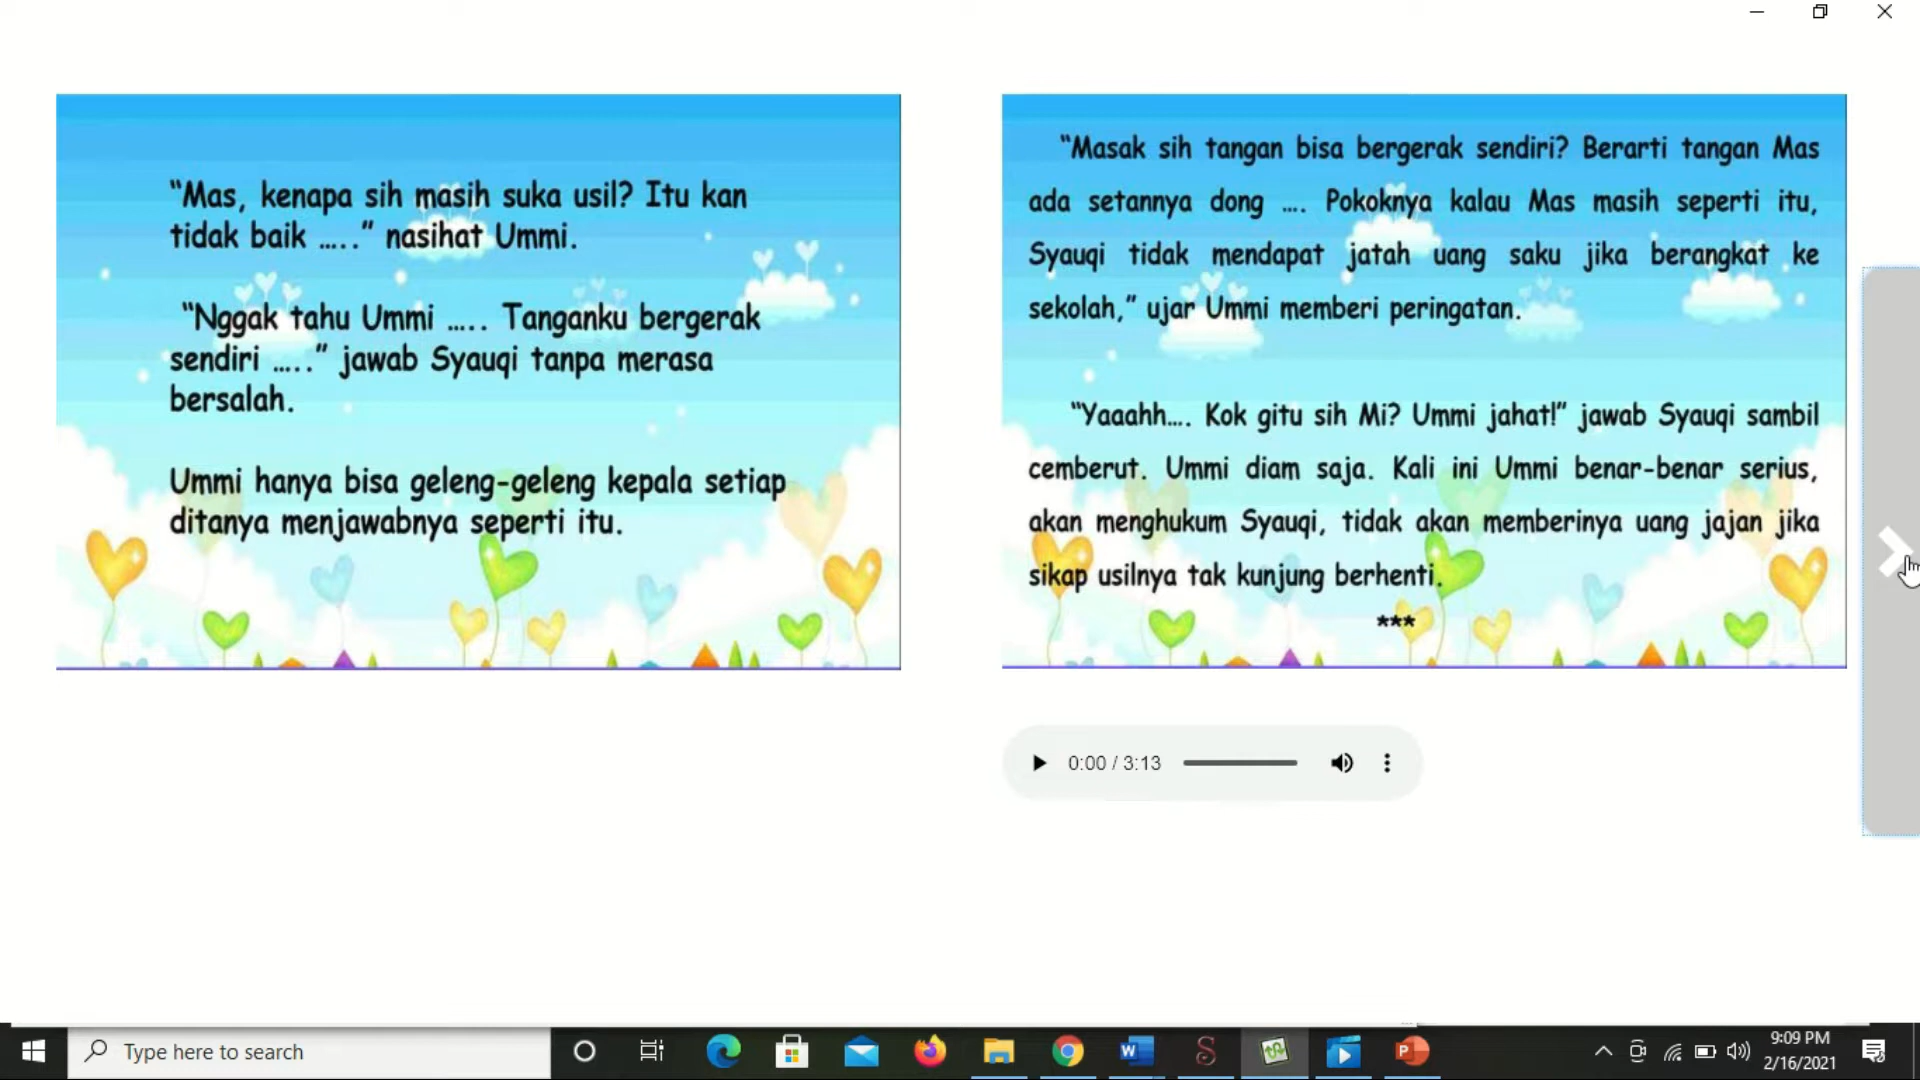 “Mas, kenapa sih masih suka usil? Itu kan
tidak baik .....” nasihat Ummi.
“Nggak tahu Ummi ..... Tanganku bergerak
sendiri .....” jawab Syauqi tanpa merasa
bersalah.
Ummi hanya bisa geleng-geleng kepala setiap
ditanya menjawabnya seperti itu.
“Masak sih tangan bisa bergerak sendiri? Berarti tangan Mas
ada setannya dong .... Pokoknya kalau Mas masih seperti itu,
Syauqi tidak mendapat jatah uang saku jika berangkat ke
sekolah,” ujar Ummi memberi peringatan.
“Yaaahh.... Kok gitu sih Mi? Ummi jahat!” jawab Syauqi sambil
cemberut. Ummi diam saja. Kali ini Ummi benar-benar serius,
akan menghukum Syauqi, tidak akan memberinya uang jajan jika
sikap usilnya tak kunjung berhenti.
***
0:00 / 3:13
Type here to search
9:09 PM
2/16/2021